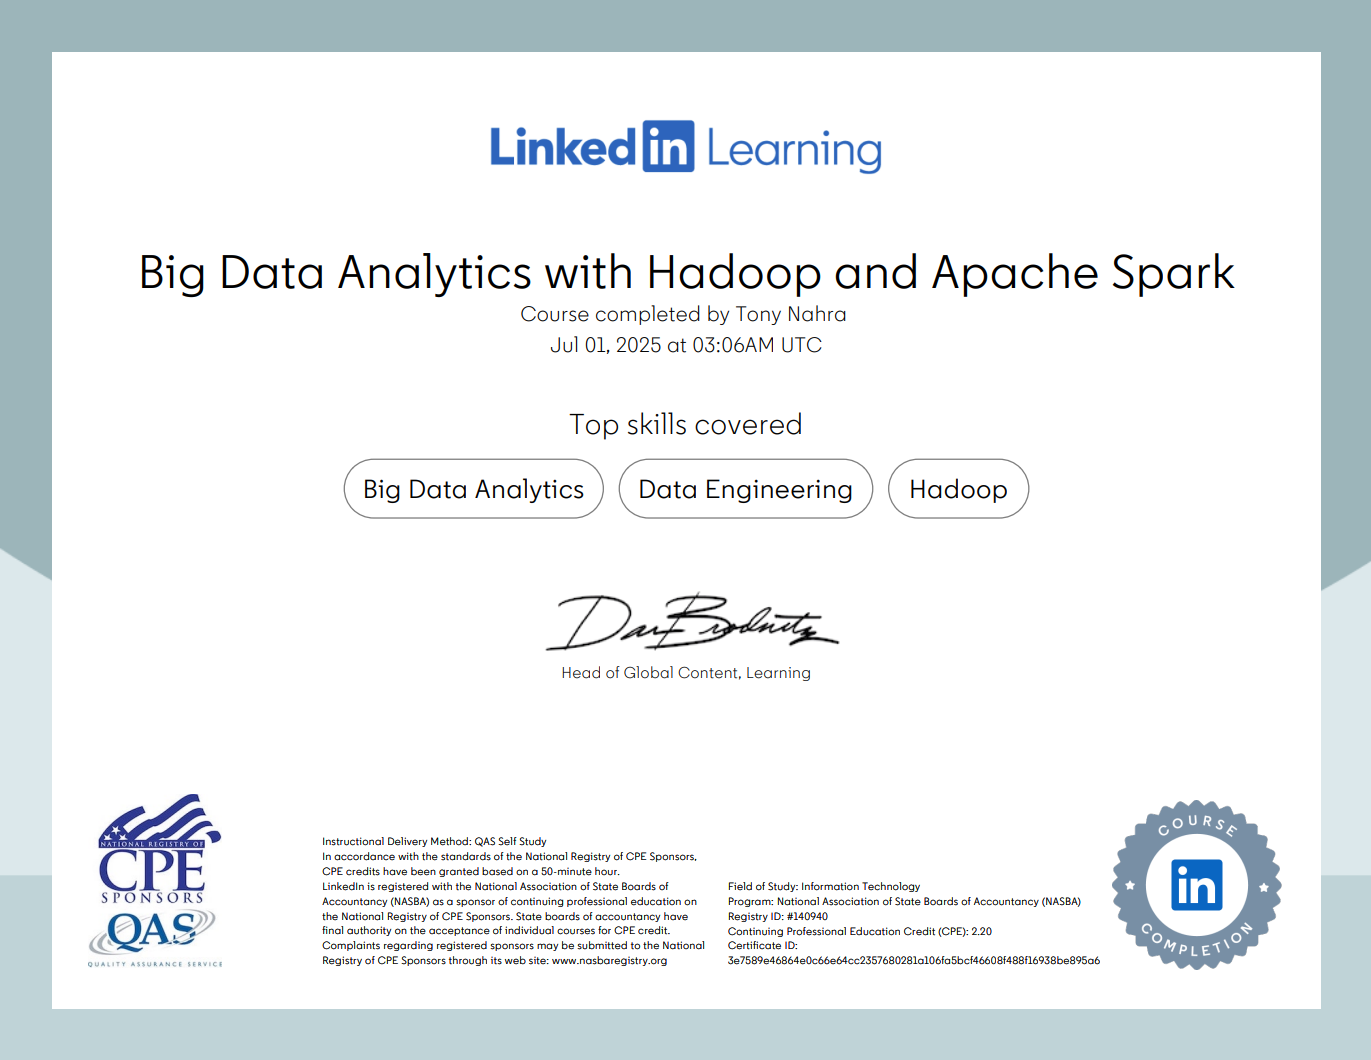 Linkedin Learning
Big Data Analytics with Hadoop and Apache Spark
Course completed by Tony Nahra
Jul 01, 2025 at 03:06AM UTC
Top skills covered
Big Data Analytics
Data Engineering
Hadoop
Dan Brodnitz
Head of Global Content, Learning
NATIONAL REGISTRY OF
CPE
SPONSORS
QAS
QUALITY ASSURANCE SERVICE
Instructional Delivery Method: QAS Self Study
In accordance with the standards of the National Registry of CPE Sponsors,
CPE credits have been granted based on a 50-minute hour.
LinkedIn is registered with the National Association of State Boards of
Accountancy (NASBA) as a sponsor of continuing professional education on
the National Registry of CPE Sponsors. State boards of accountancy have
final authority on the acceptance of individual courses for CPE credit.
Complaints regarding registered sponsors may be submitted to the National
Registry of CPE Sponsors through its web site: www.nasbaregistry.org
Field of Study: Information Technology
Program: National Association of State Boards of Accountancy (NASBA)
Registry ID: #140940
Continuing Professional Education Credit (CPE): 2.20
Certificate ID:
3e7589e46864e0c66e64cc2357680281a106fa5bcf46608f488f16938be895a6
COURSE
in
COMPLETION